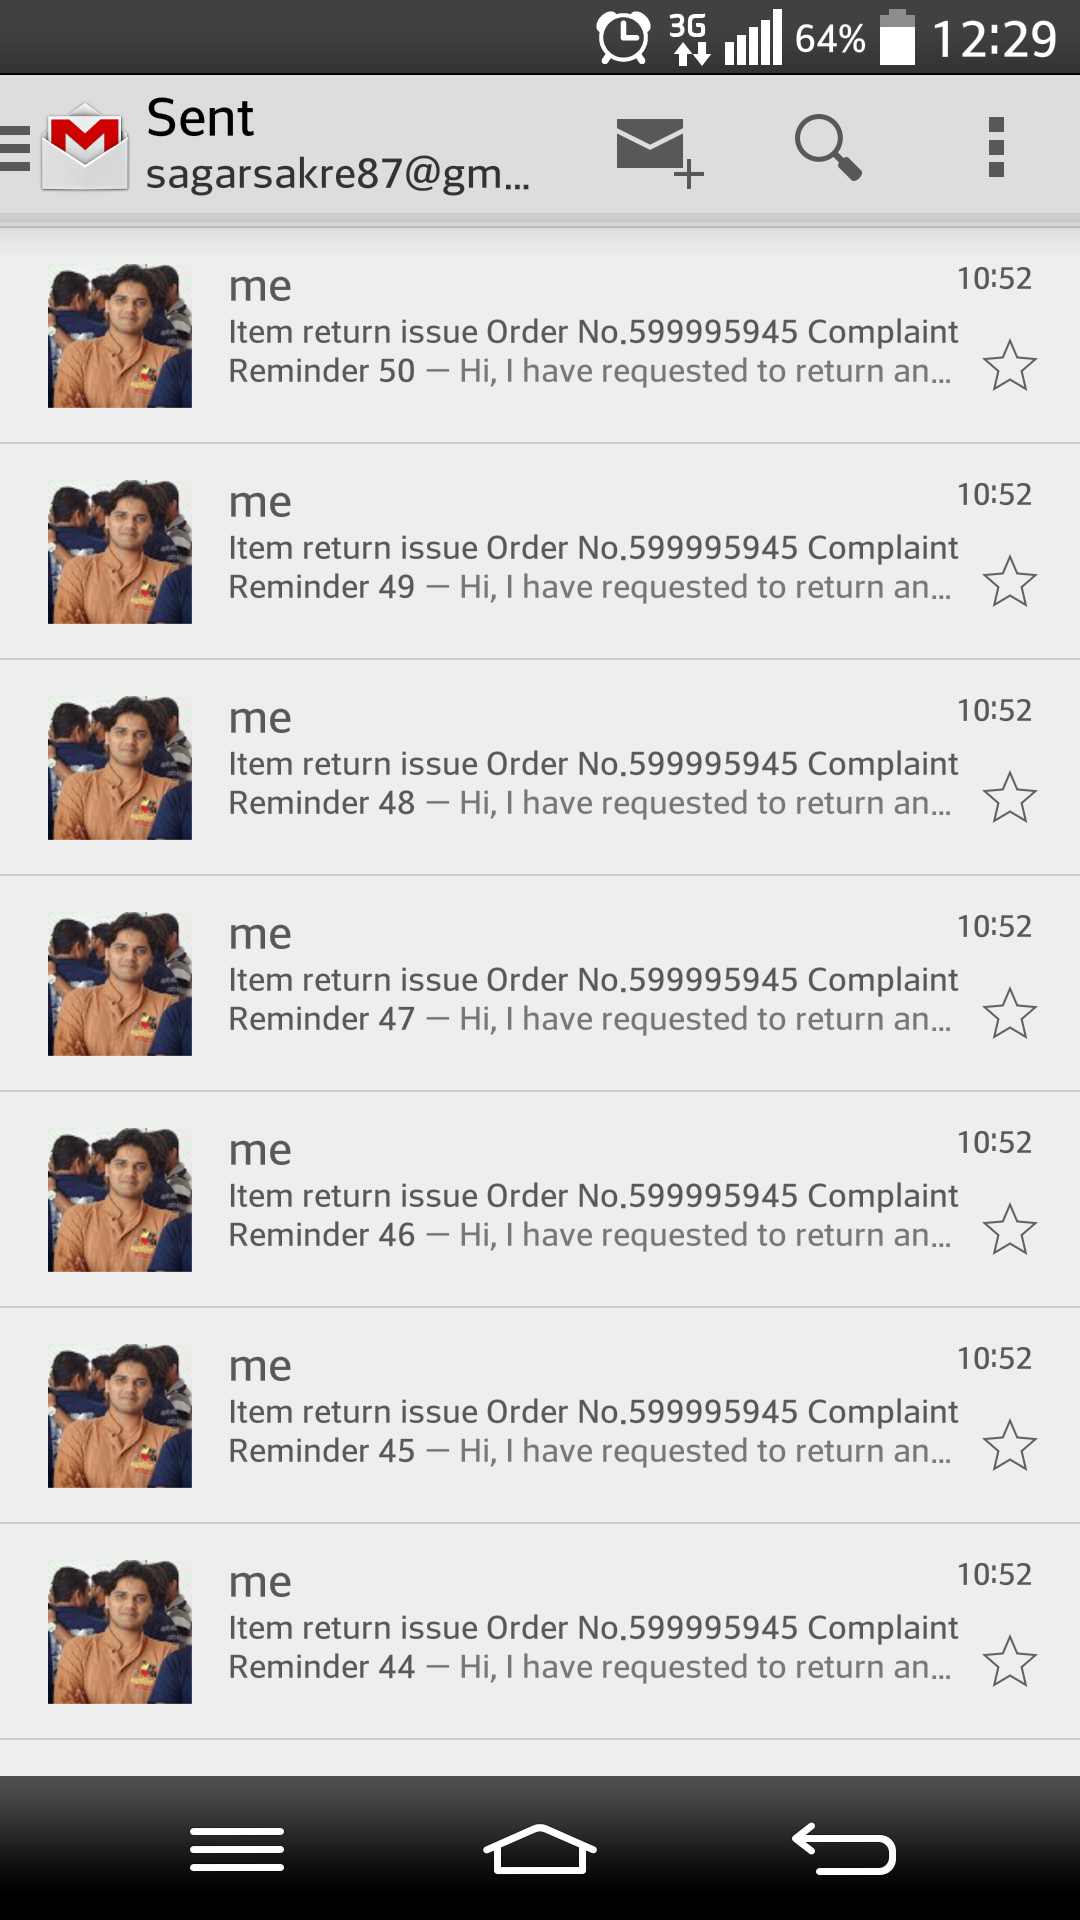 3G 64% 12:29
Sent
sagarsakre87@gm...
me 10:52
Item return issue Order No.599995945 Complaint
Reminder 50 — Hi, I have requested to return an...
me 10:52
Item return issue Order No.599995945 Complaint
Reminder 49 — Hi, I have requested to return an...
me 10:52
Item return issue Order No.599995945 Complaint
Reminder 48 — Hi, I have requested to return an...
me 10:52
Item return issue Order No.599995945 Complaint
Reminder 47 — Hi, I have requested to return an...
me 10:52
Item return issue Order No.599995945 Complaint
Reminder 46 — Hi, I have requested to return an...
me 10:52
Item return issue Order No.599995945 Complaint
Reminder 45 — Hi, I have requested to return an...
me 10:52
Item return issue Order No.599995945 Complaint
Reminder 44 — Hi, I have requested to return an...